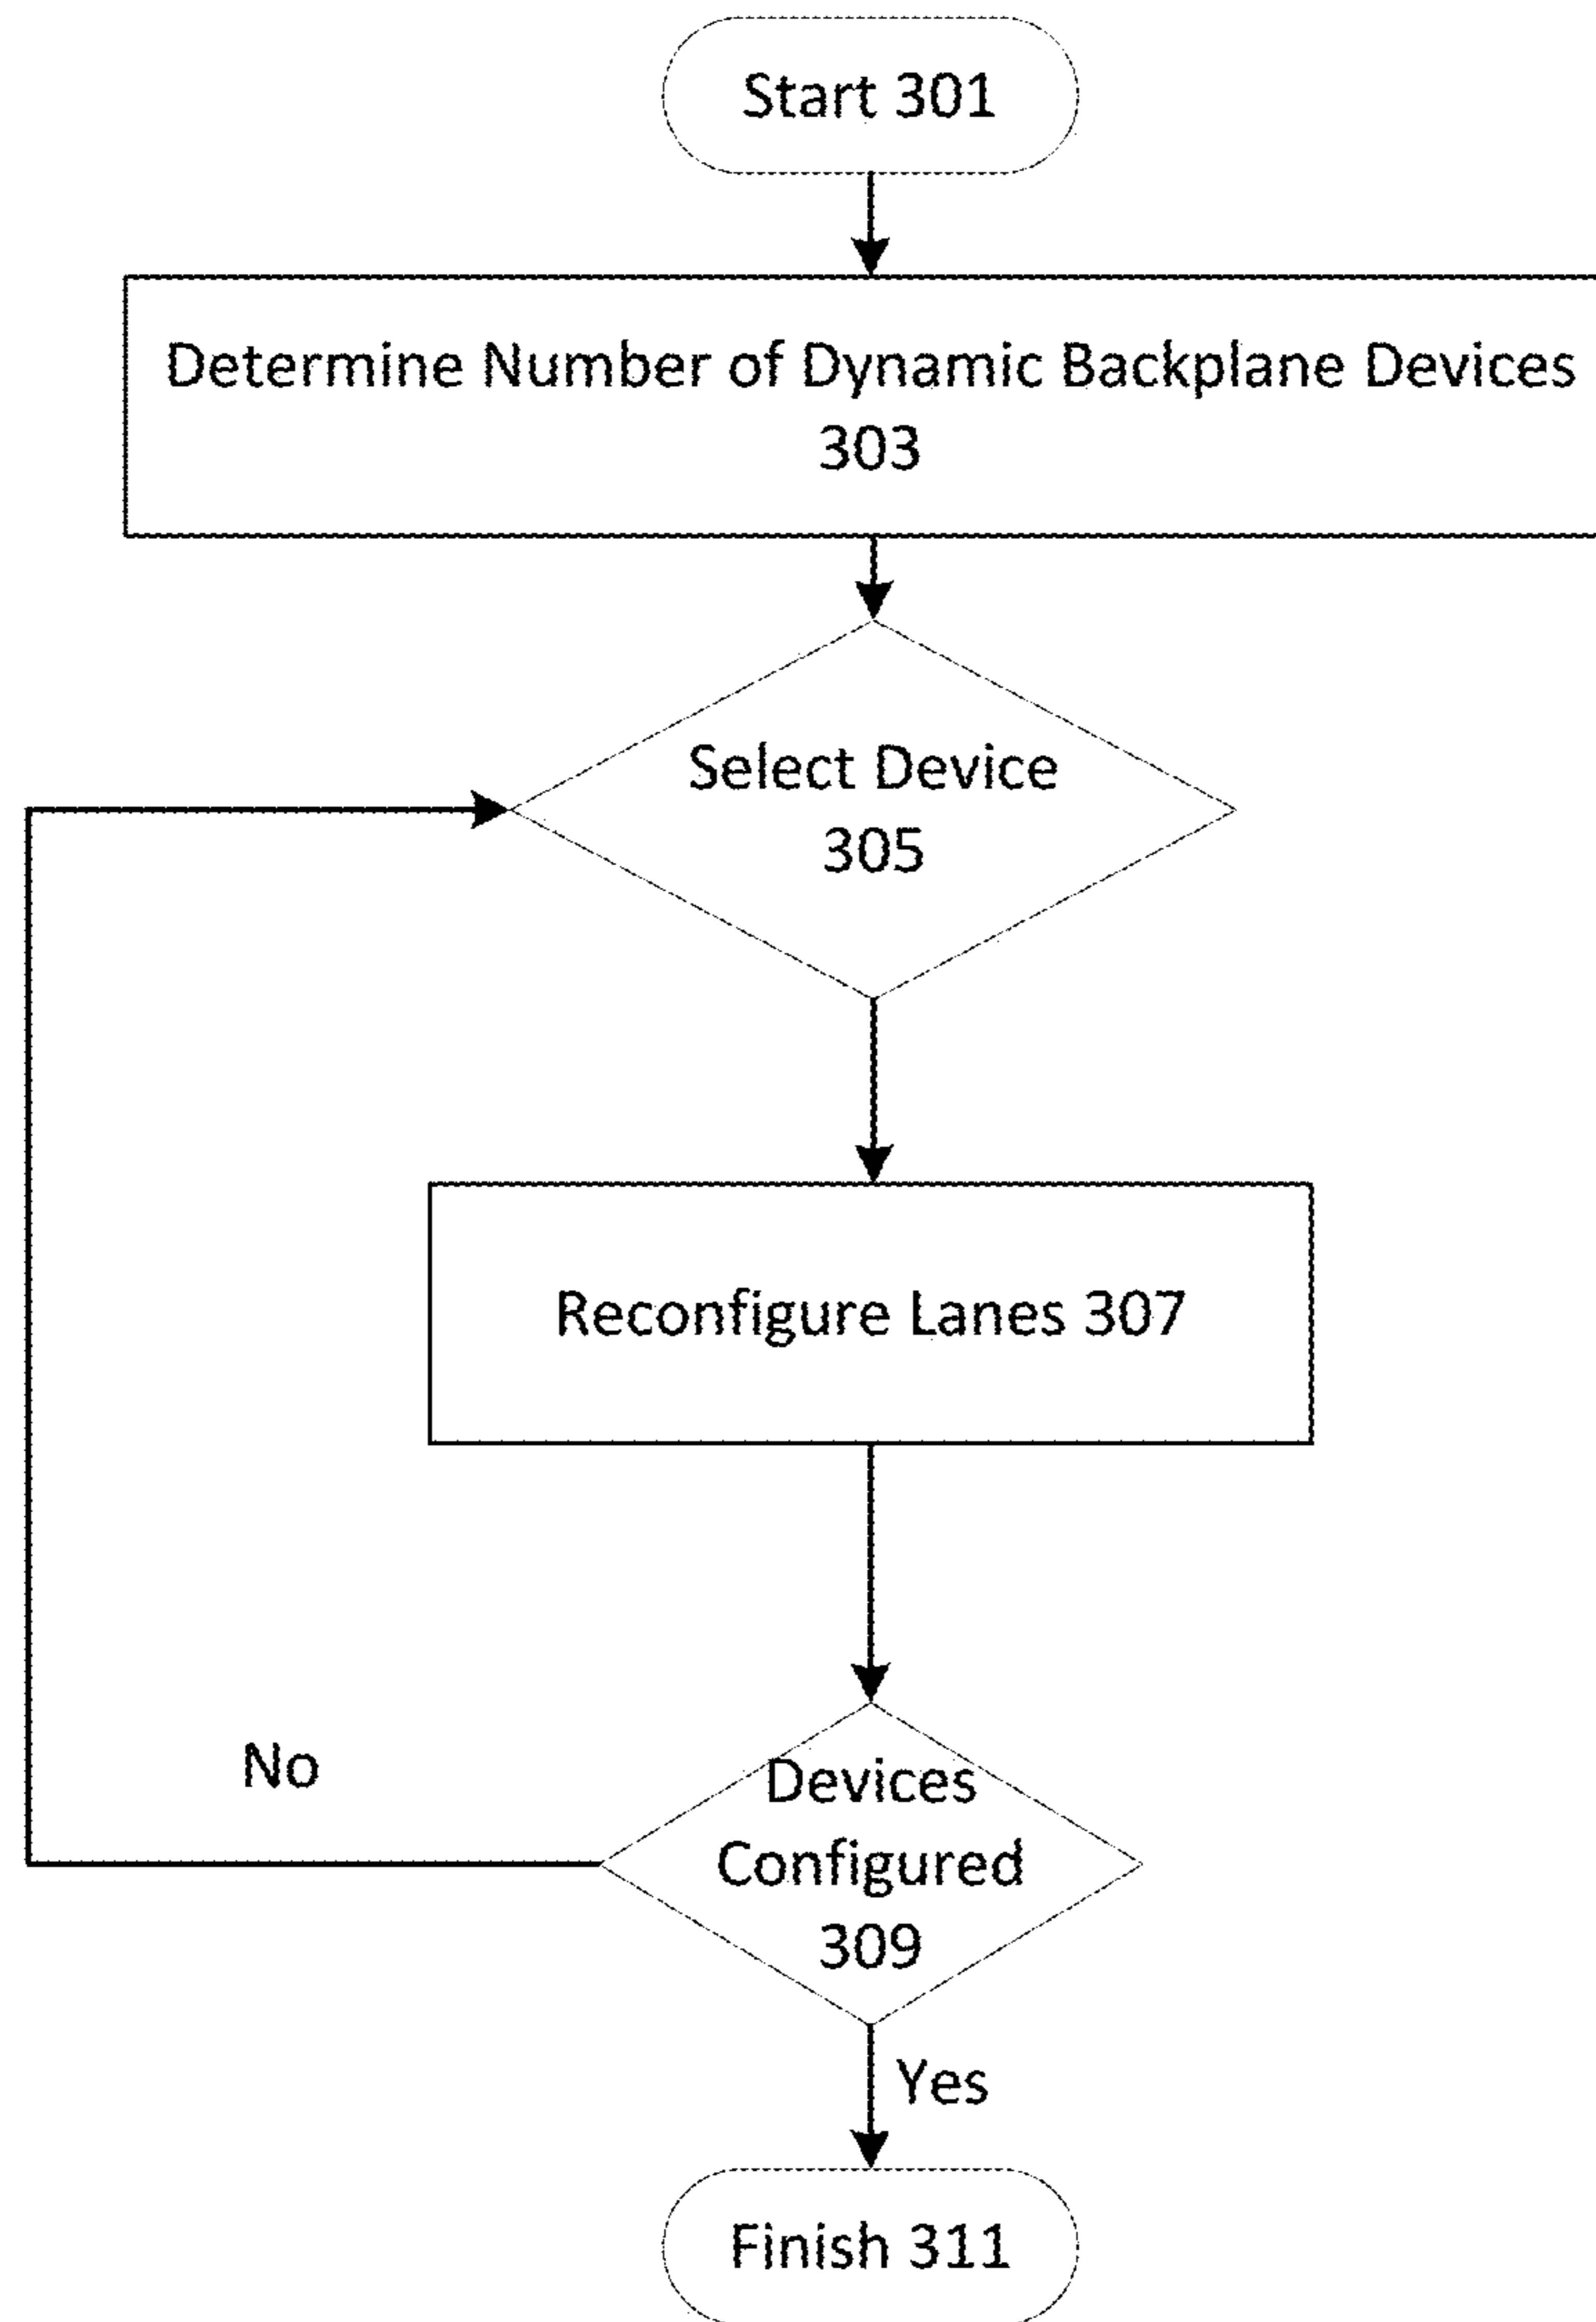 Start 301
Determine Number of Dynamic Backplane Devices
303
Select Device
305
Reconfigure Lanes 307
Devices
Configured
309
No
Yes
Finish 311